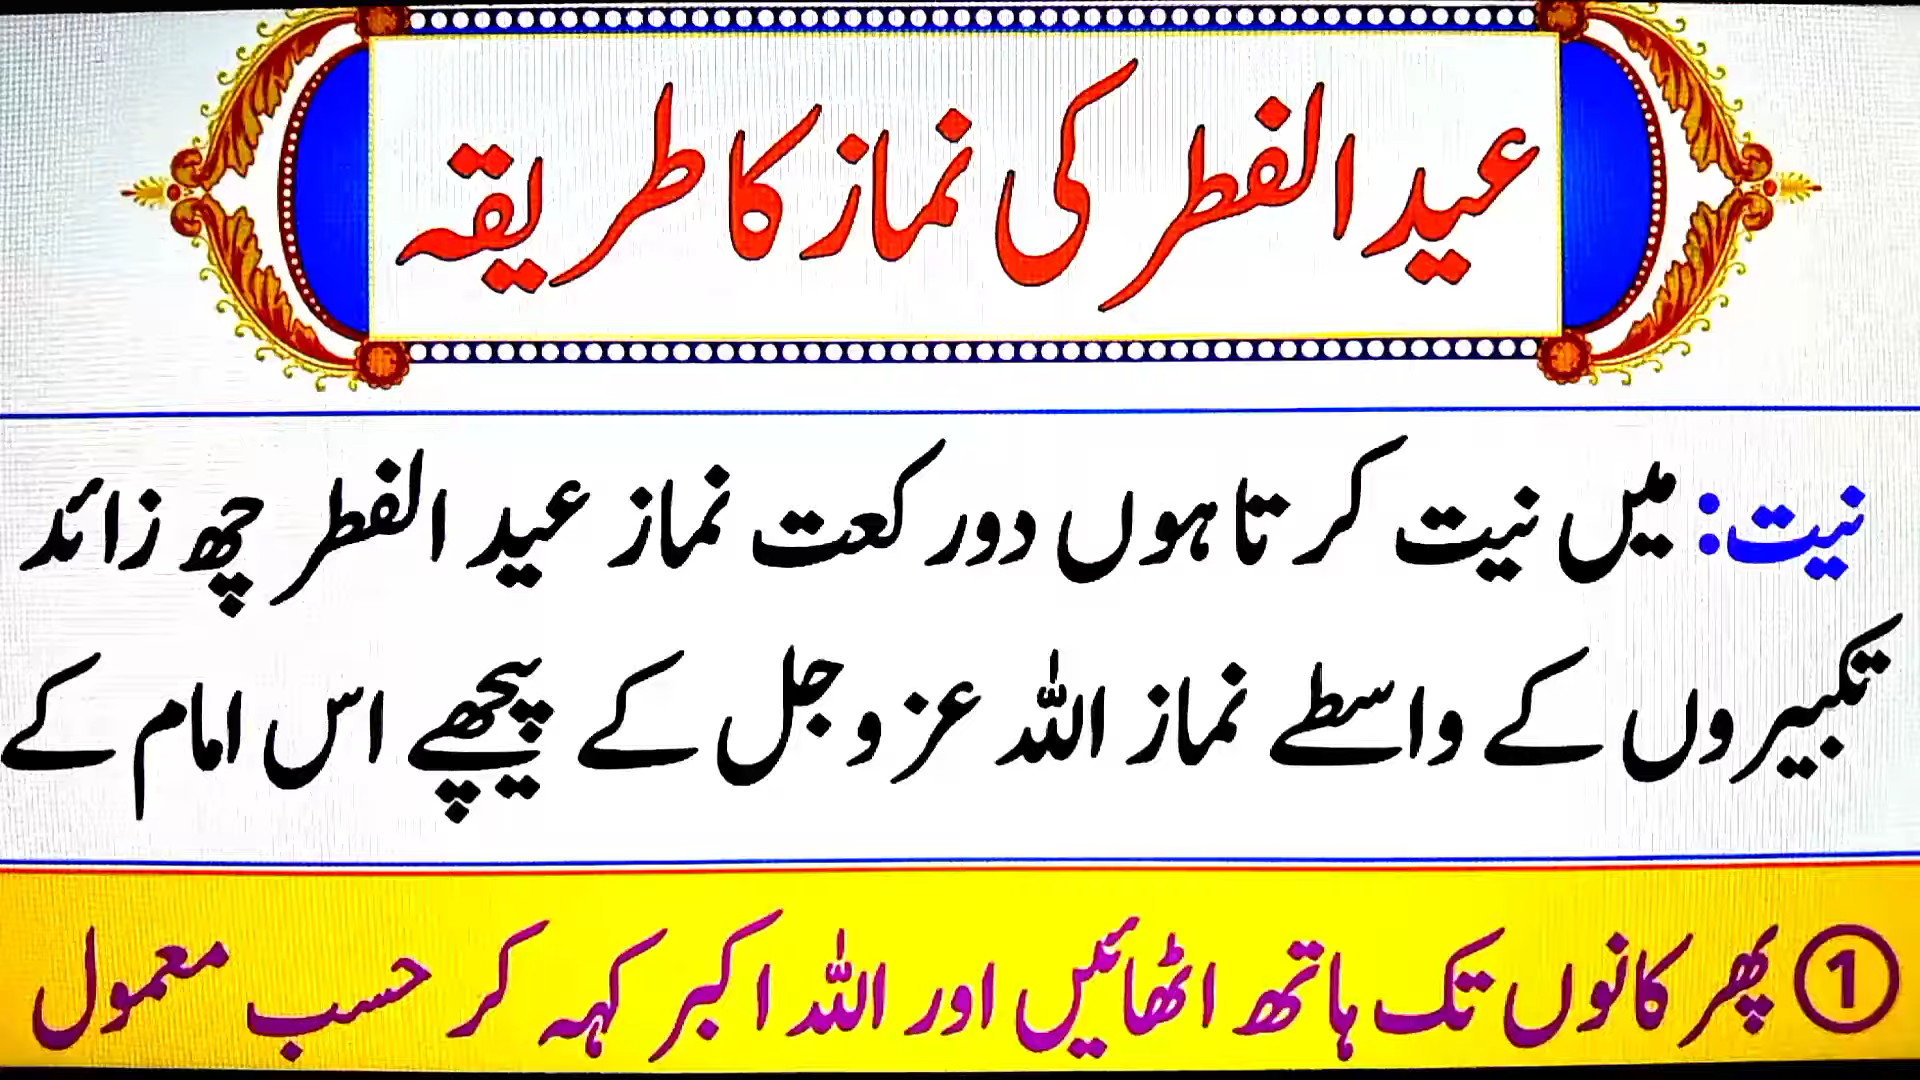 عید الفطر کی نماز کا طریقہ
نیت: میں نیت کرتا ہوں دو رکعت نماز عید الفطر چھ زائد
تکبیروں کے واسطے نماز اللہ عز و جل کے پیچھے اس امام کے
① پھر کانوں تک ہاتھ اٹھائیں اور اللہ اکبر کہہ کر حسب معمول